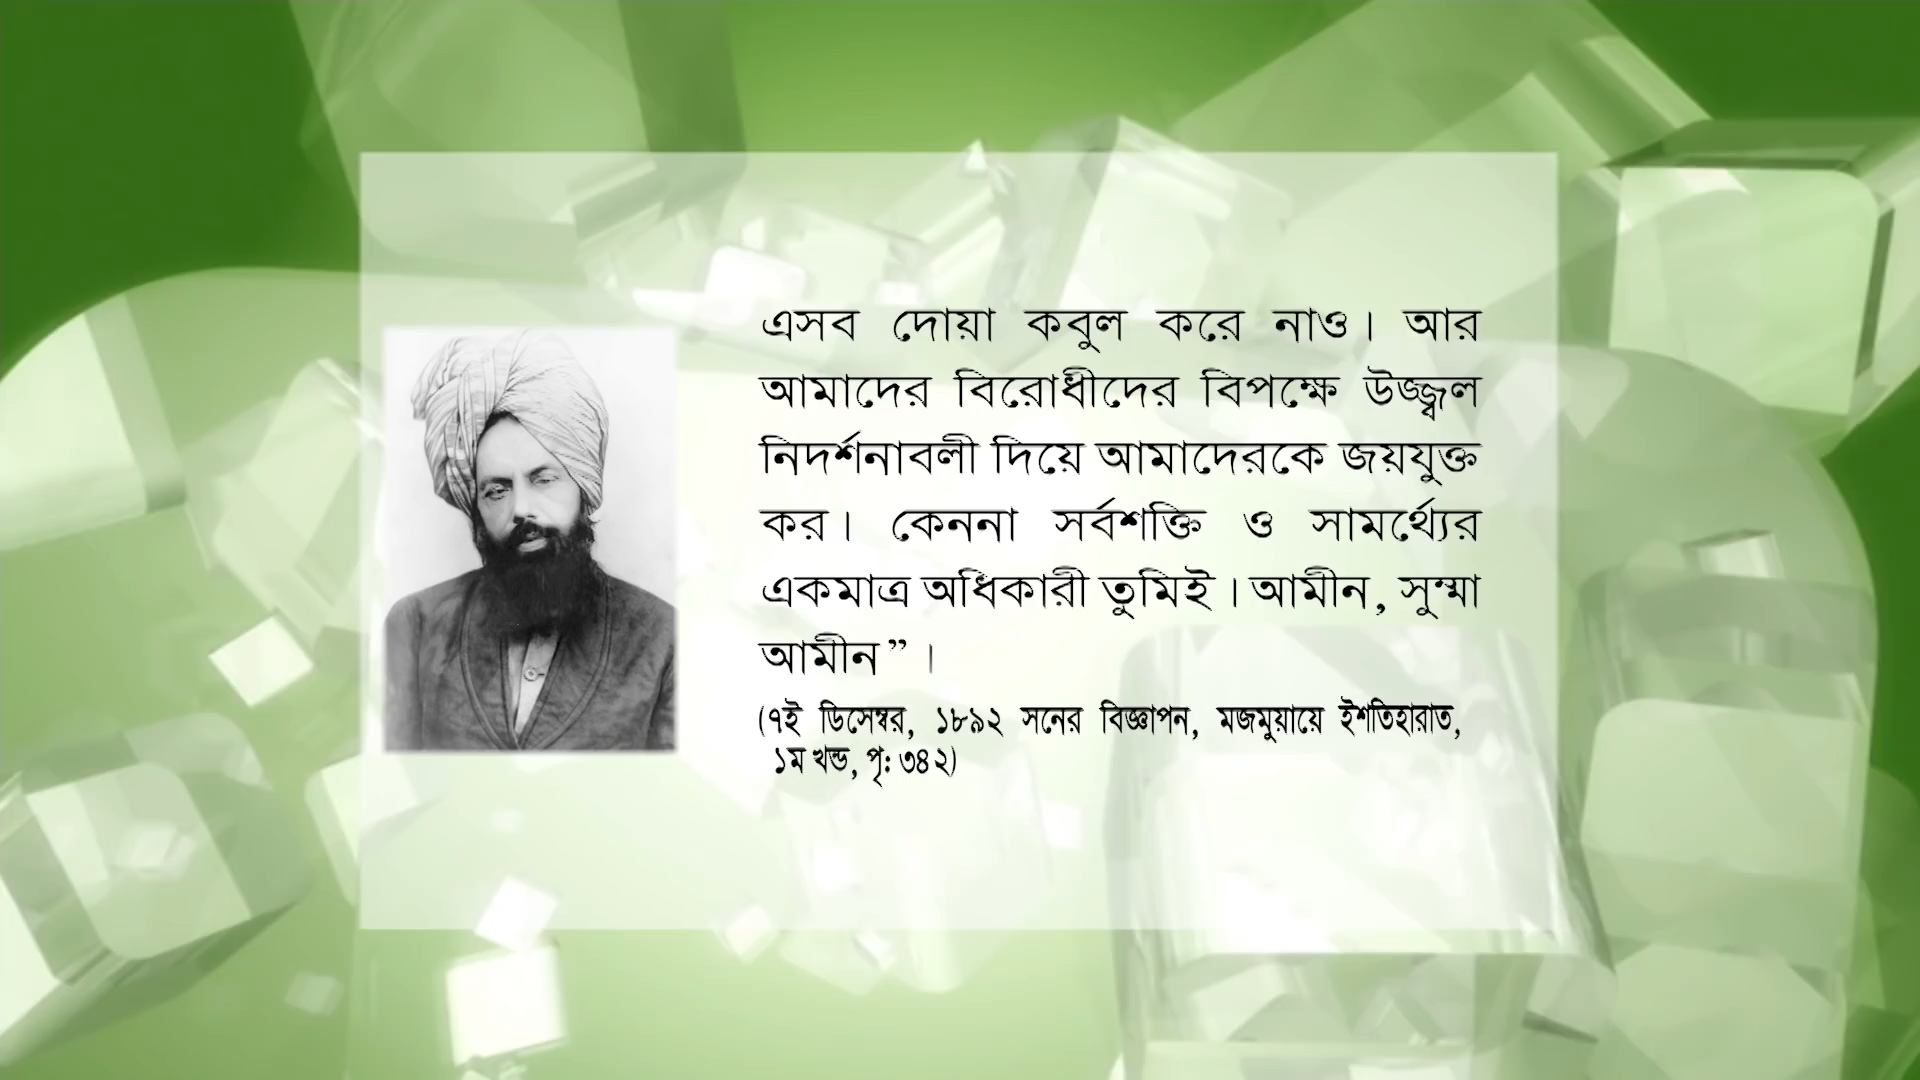 এসব দোয়া কবুল করে নাও। আর
আমাদের বিরোধীদের বিপক্ষে উজ্জ্বল
নিদর্শনাবলী দিয়ে আমাদেরকে জয়যুক্ত
কর। কেননা সর্বশক্তি ও সামর্থ্যের
একমাত্র অধিকারী তুমিই। আমীন, সুম্মা
আমীন”।
(৭ই ডিসেম্বর, ১৮৯২ সনের বিজ্ঞাপন, মজমুয়ায়ে ইশতিহারাত,
১ম খন্ড, পৃ: ৩৪২)